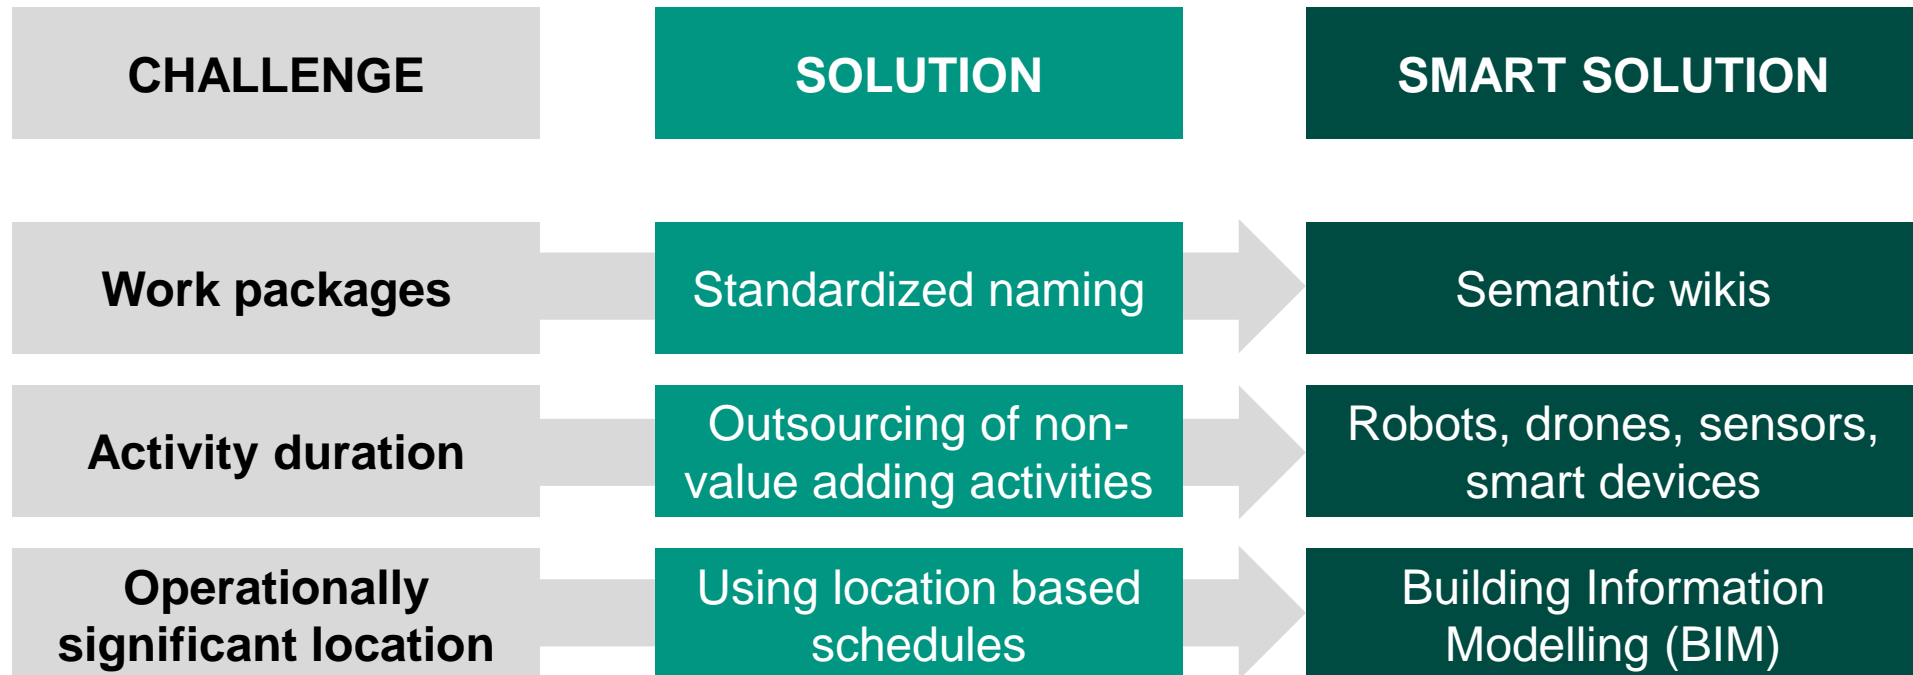 CHALLENGE
SOLUTION
SMART SOLUTION
Work packages
Standardized naming
Semantic wikis
Activity duration
Outsourcing of non-
value adding activities
Robots, drones, sensors,
smart devices
Operationally
significant location
Using location based
schedules
Building Information
Modelling (BIM)